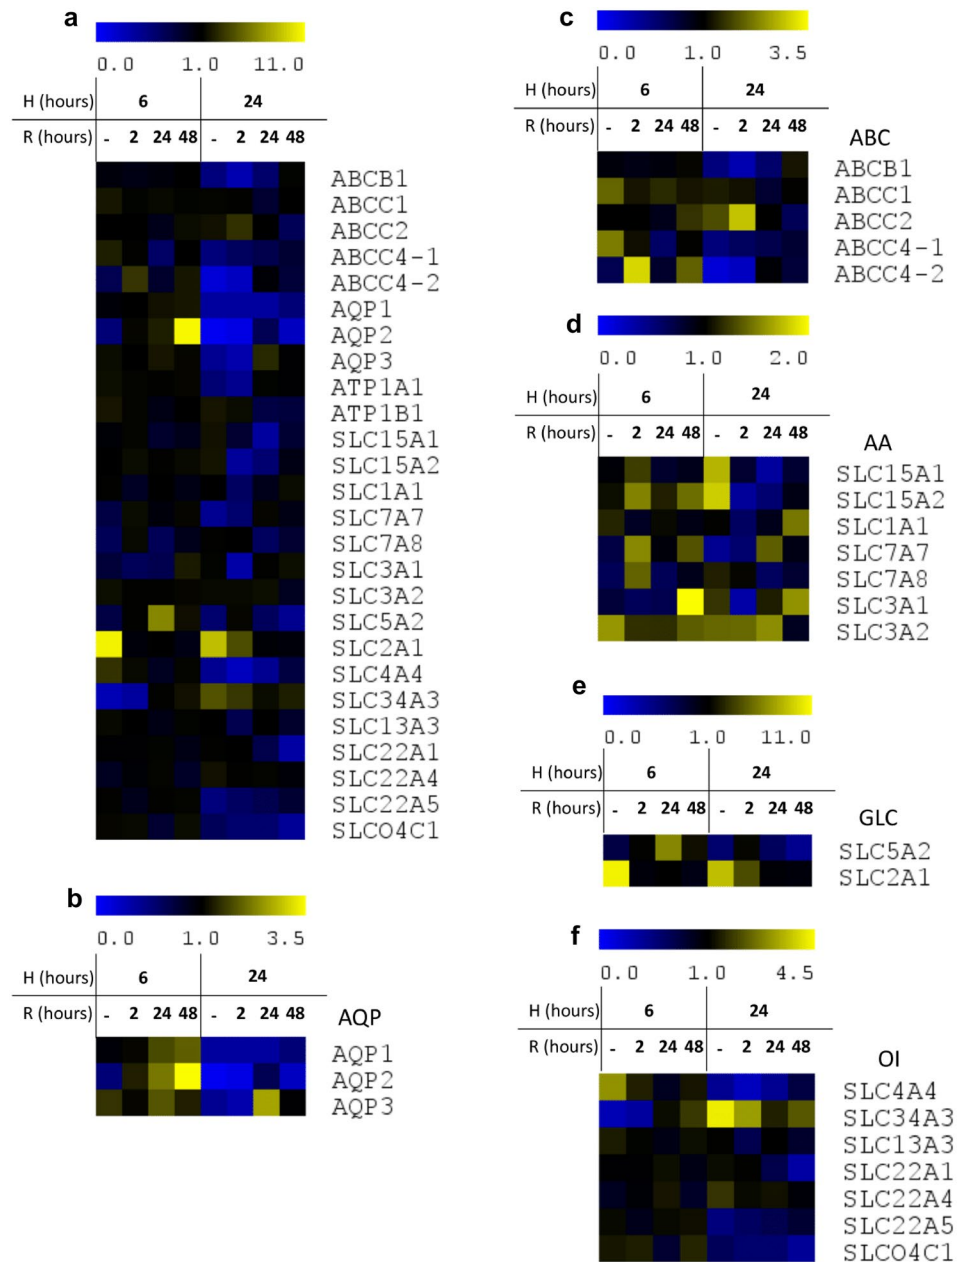 a
0.0 1.0 11.0
H (hours) 6 24
R (hours) - 2 24 48 - 2 24 48
ABCB1
ABCC1
ABCC2
ABCC4-1
ABCC4-2
AQP1
AQP2
AQP3
ATP1A1
ATP1B1
SLC15A1
SLC15A2
SLC1A1
SLC7A7
SLC7A8
SLC3A1
SLC3A2
SLC5A2
SLC2A1
SLC4A4
SLC34A3
SLC13A3
SLC22A1
SLC22A4
SLC22A5
SLCO4C1
b
0.0 1.0 3.5
H (hours) 6 24
R (hours) - 2 24 48 - 2 24 48
AQP
AQP1
AQP2
AQP3
c
0.0 1.0 3.5
H (hours) 6 24
R (hours) - 2 24 48 - 2 24 48
ABC
ABCB1
ABCC1
ABCC2
ABCC4-1
ABCC4-2
d
0.0 1.0 2.0
H (hours) 6 24
R (hours) - 2 24 48 - 2 24 48
AA
SLC15A1
SLC15A2
SLC1A1
SLC7A7
SLC7A8
SLC3A1
SLC3A2
e
0.0 1.0 11.0
H (hours) 6 24
R (hours) - 2 24 48 - 2 24 48
GLC
SLC5A2
SLC2A1
f
0.0 1.0 4.5
H (hours) 6 24
R (hours) - 2 24 48 - 2 24 48
OI
SLC4A4
SLC34A3
SLC13A3
SLC22A1
SLC22A4
SLC22A5
SLCO4C1